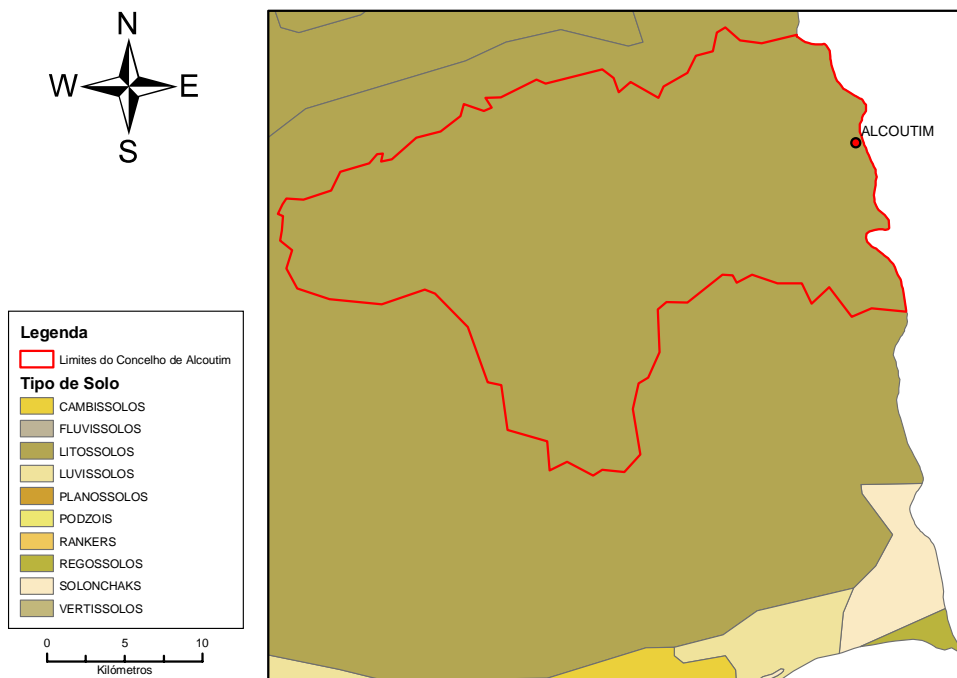 N
W E
S
ALCOUTIM
Legenda
Limites do Concelho de Alcoutim
Tipo de Solo
CAMBISSOLOS
FLUVISSOLOS
LITOSSOLOS
LUVISSOLOS
PLANOSSOLOS
PODZOIS
RANKERS
REGOSSOLOS
SOLONCHAKS
VERTISSOLOS
0 5 10
Kilómetros